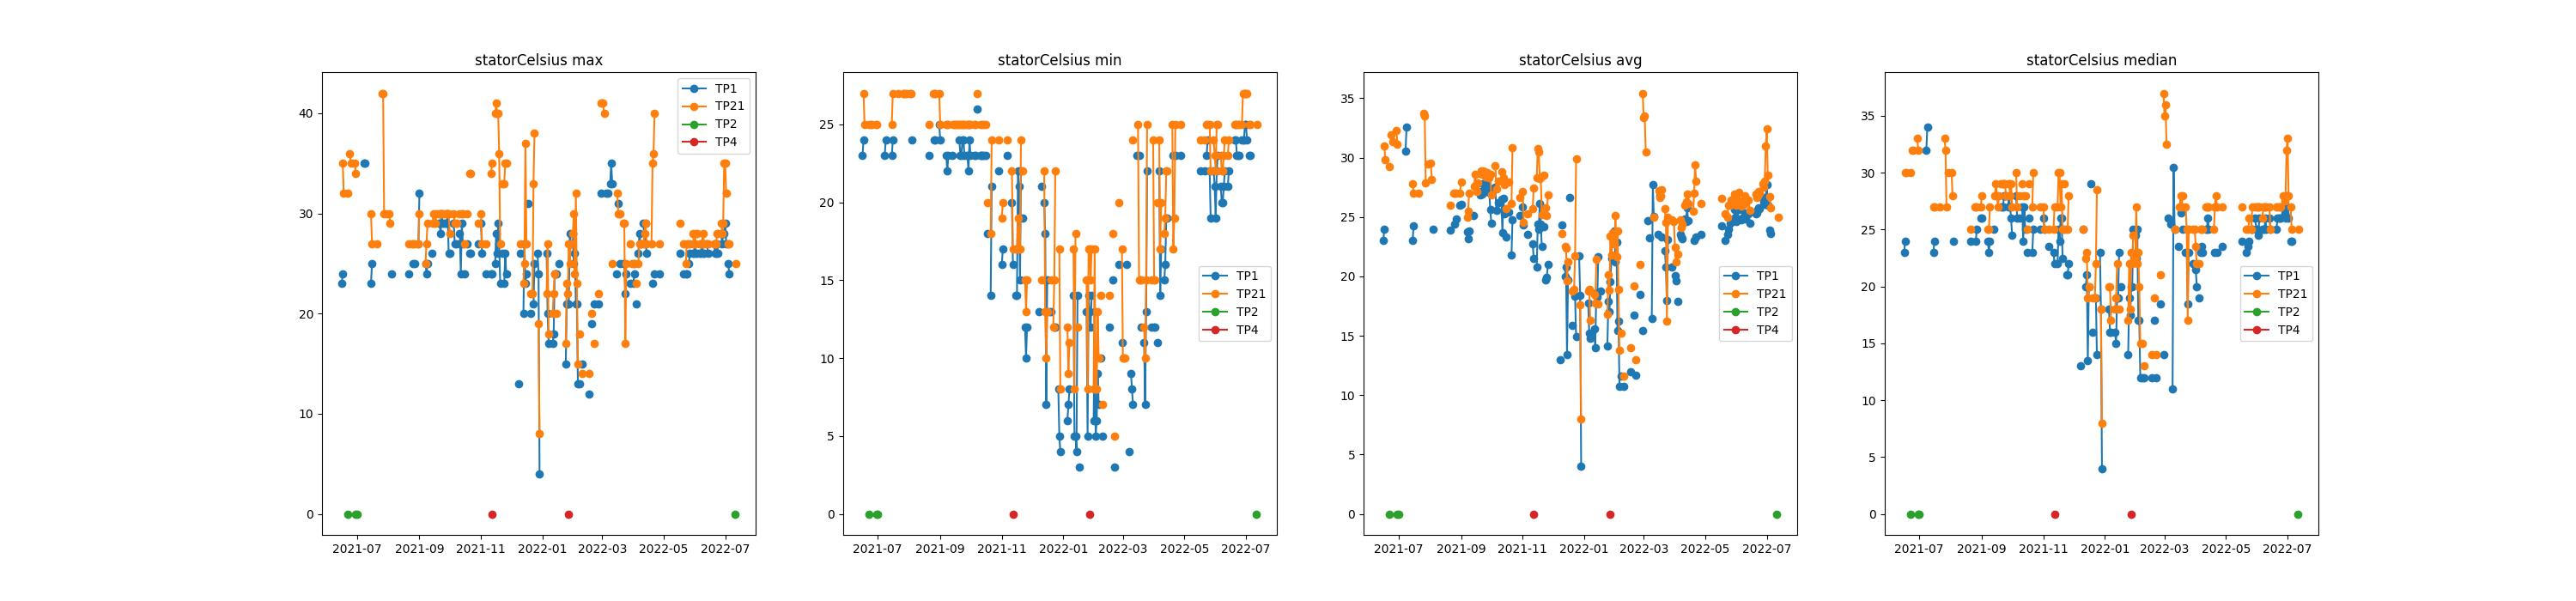 statorCelsius max
40
30
20
10
0
2021-07 2021-09 2021-11 2022-01 2022-03 2022-05 2022-07
TP1
TP21
TP2
TP4
statorCelsius min
25
20
15
10
5
0
2021-07 2021-09 2021-11 2022-01 2022-03 2022-05 2022-07
TP1
TP21
TP2
TP4
statorCelsius avg
35
30
25
20
15
10
5
0
2021-07 2021-09 2021-11 2022-01 2022-03 2022-05 2022-07
TP1
TP21
TP2
TP4
statorCelsius median
35
30
25
20
15
10
5
0
2021-07 2021-09 2021-11 2022-01 2022-03 2022-05 2022-07
TP1
TP21
TP2
TP4